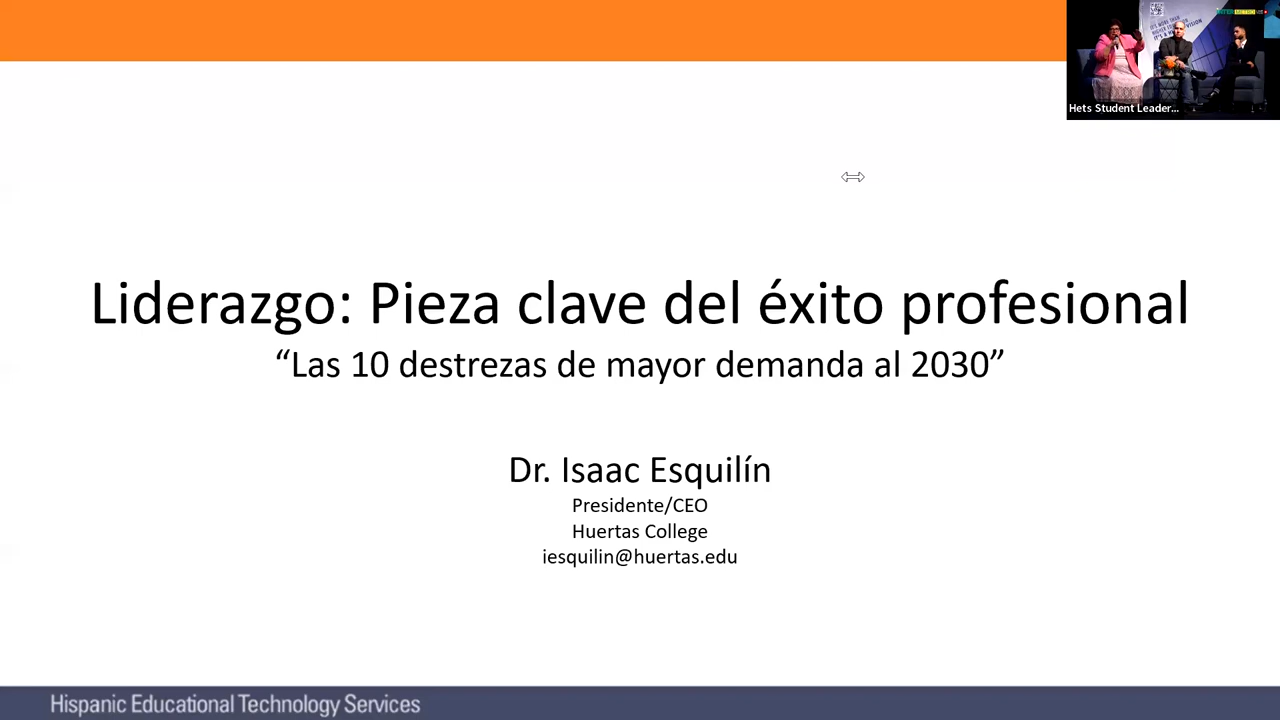 Hets Student Leader...
Liderazgo: Pieza clave del éxito profesional
“Las 10 destrezas de mayor demanda al 2030”
Dr. Isaac Esquilín
Presidente/CEO
Huertas College
iesquilin@huertas.edu
Hispanic Educational Technology Services